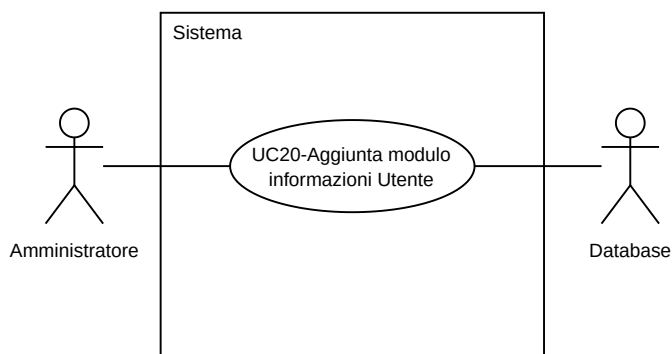 Sistema
UC20-Aggiunta modulo
informazioni Utente
Amministratore
Database